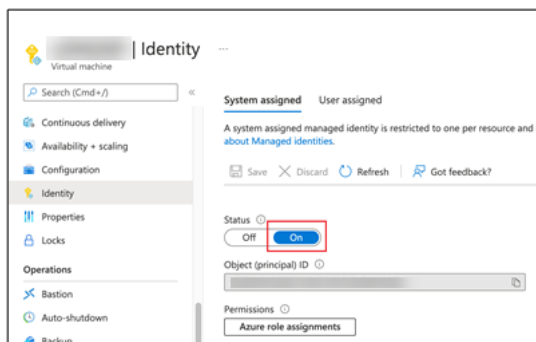 | Identity ...
Virtual machine
Search (Cmd+/)
«
Continuous delivery
Availability + scaling
Configuration
Identity
Properties
Locks
Operations
Bastion
Auto-shutdown
Backup
System assigned User assigned
A system assigned managed identity is restricted to one per resource and
about Managed identities.
Save Discard Refresh Got feedback?
Status
Off On
Object (principal) ID
Permissions
Azure role assignments